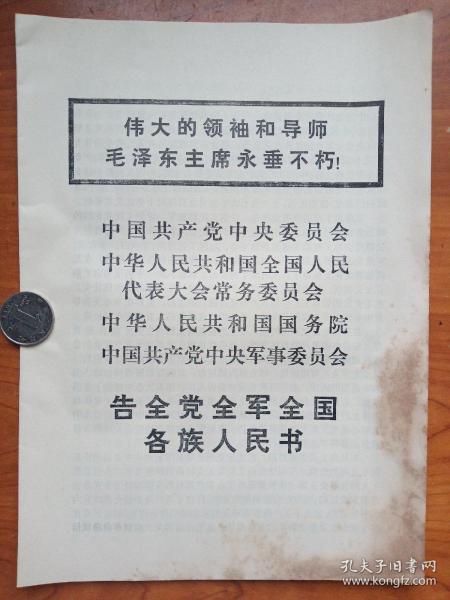 伟大的领袖和导师
毛泽东主席永垂不朽！
中国共产党中央委员会
中华人民共和国全国人民
代表大会常务委员会
中华人民共和国国务院
中国共产党中央军事委员会
告全党全军全国
各族人民书
孔夫子旧书网
www.kongfz.com